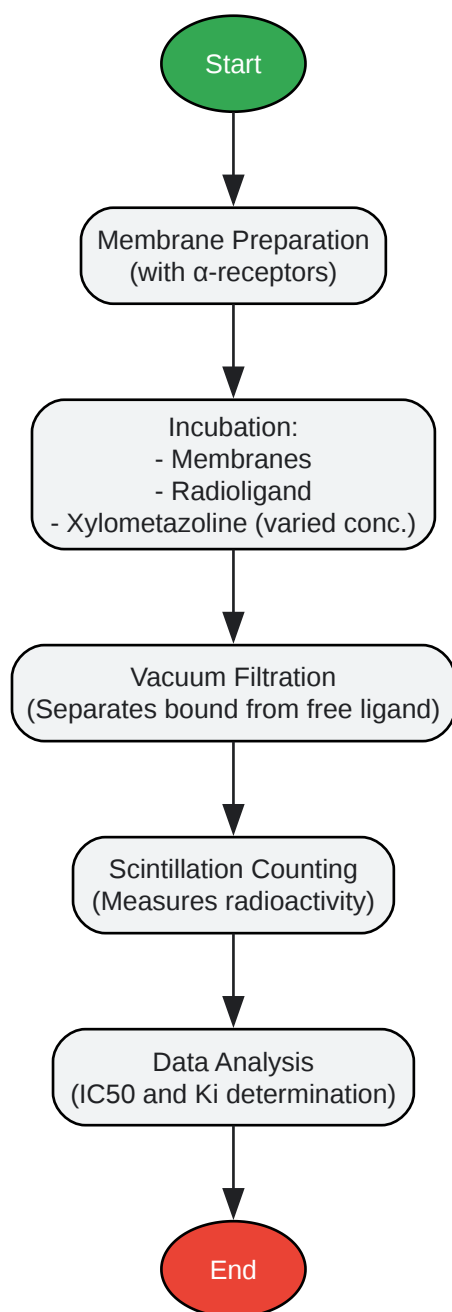 Start
Membrane Preparation
(with α-receptors)
Incubation:
- Membranes
- Radioligand
- Xylometazoline (varied conc.)
Vacuum Filtration
(Separates bound from free ligand)
Scintillation Counting
(Measures radioactivity)
Data Analysis
(IC50 and Ki determination)
End